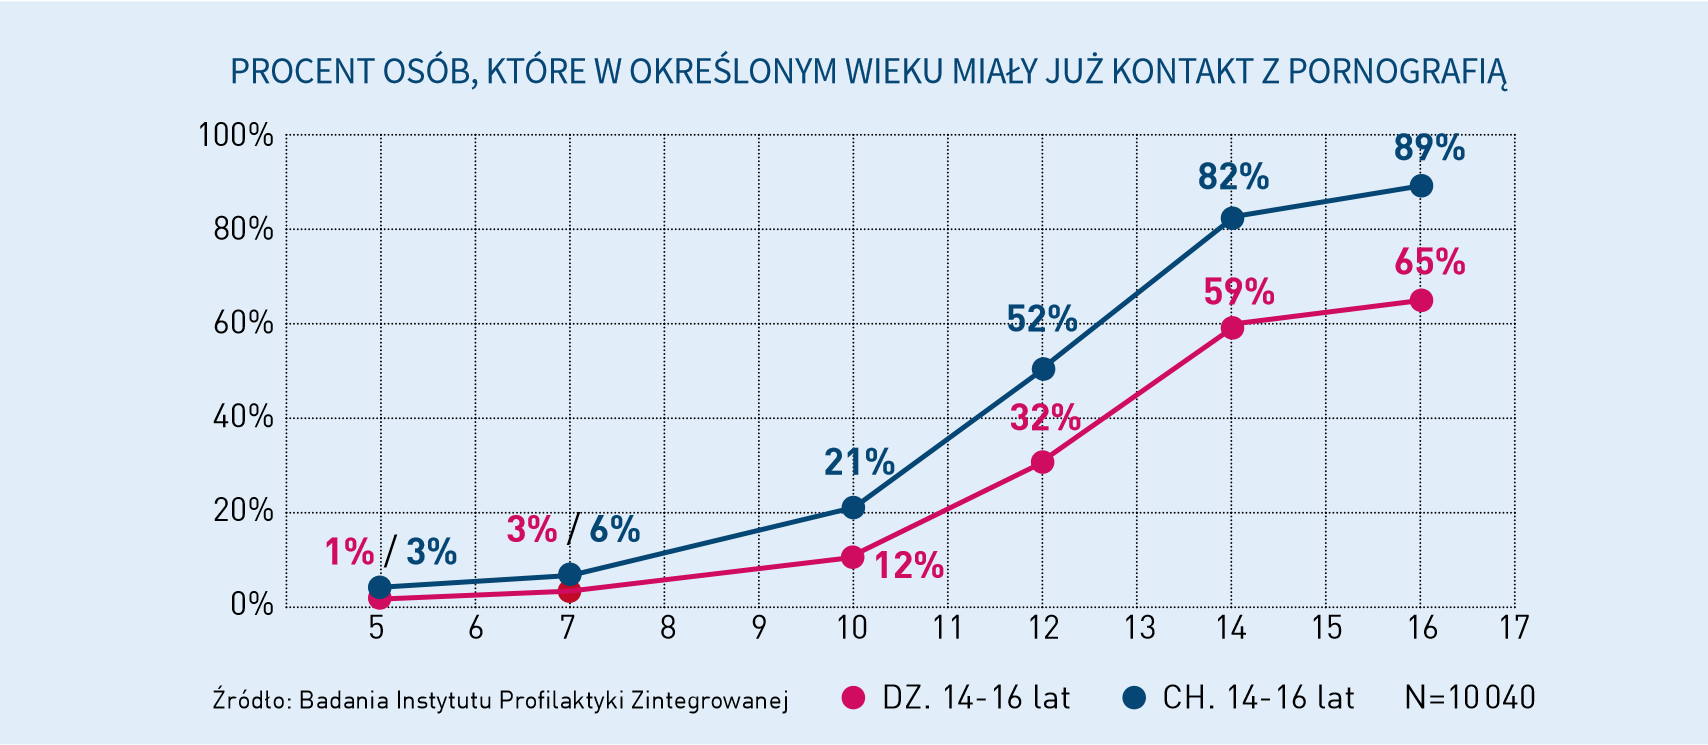 PROCENT OSÓB, KTÓRE W OKREŚLONYM WIEKU MIAŁY JUŻ KONTAKT Z PORNOGRAFIĄ
100%
89%
82%
80%
65%
59%
60%
52%
40%
32%
21%
20%
3% / 6%
1% / 3%
12%
0%
5 6 7 8 9 10 11 12 13 14 15 16 17
Źródło: Badania Instytutu Profilaktyki Zintegrowanej
DZ. 14-16 lat
CH. 14-16 lat
N=10 040